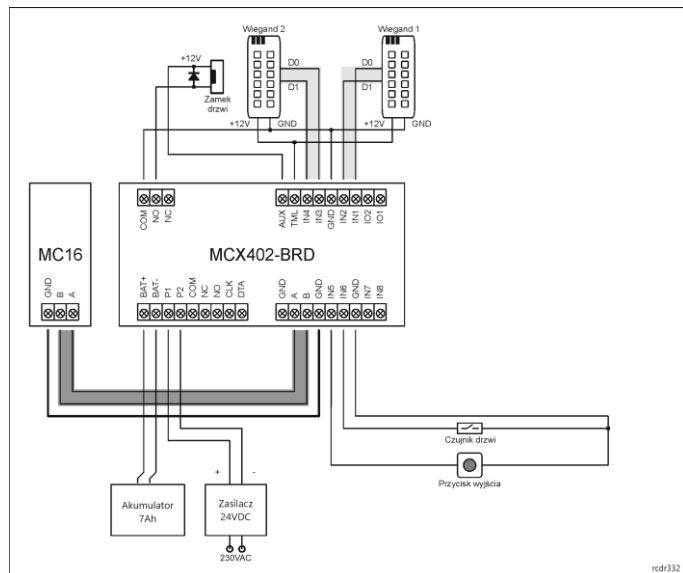 Wiegand 2
Wiegand 1
+12V
D0
D1
D0
D1
Zamek
drzwi
+12V
GND
+12V
GND
COM
NO
NC
AUX
TML
IN4
IN3
GND
IN2
IN1
IO2
IO1
MC16
MCX402-BRD
GND
B
A
BAT+
BAT-
P1
P2
COM
NC
NO
CLK
DTA
GND
A
B
GND
IN5
IN6
GND
IN7
IN8
Czujnik drzwi
Przycisk wyjścia
+
-
Akumulator
7Ah
Zasilacz
24VDC
230VAC
rcdr332